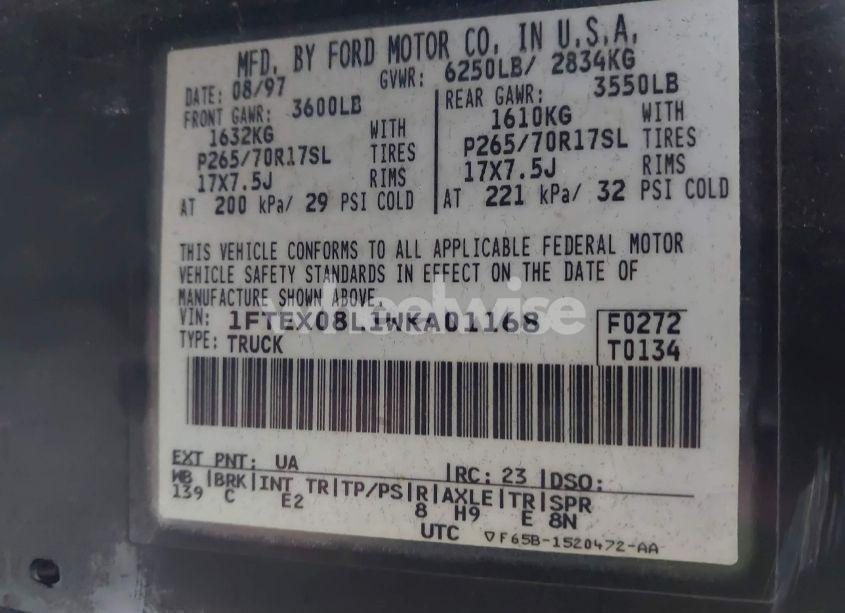 MFD. BY FORD MOTOR CO. IN U.S.A.
DATE: 08/97 GVWR: 6250LB/ 2834KG
FRONT GAWR: 3600LB REAR GAWR: 3550LB
1632KG WITH 1610KG WITH
P265/70R17SL TIRES P265/70R17SL TIRES
17X7.5J RIMS 17X7.5J RIMS
AT 200 kPa/ 29 PSI COLD AT 221 kPa/ 32 PSI COLD
THIS VEHICLE CONFORMS TO ALL APPLICABLE FEDERAL MOTOR
VEHICLE SAFETY STANDARDS IN EFFECT ON THE DATE OF
MANUFACTURE SHOWN ABOVE.
VIN: 1FTEX08L1WKA01168 F0272
TYPE: TRUCK T0134
EXT PNT: UA |RC: 23 |DSO:
WB |BRK|INT TR|TP/PS|R|AXLE|TR|SPR
139 C E2 8 H9 E 8N
UTC ▽F65B-1520472-AA